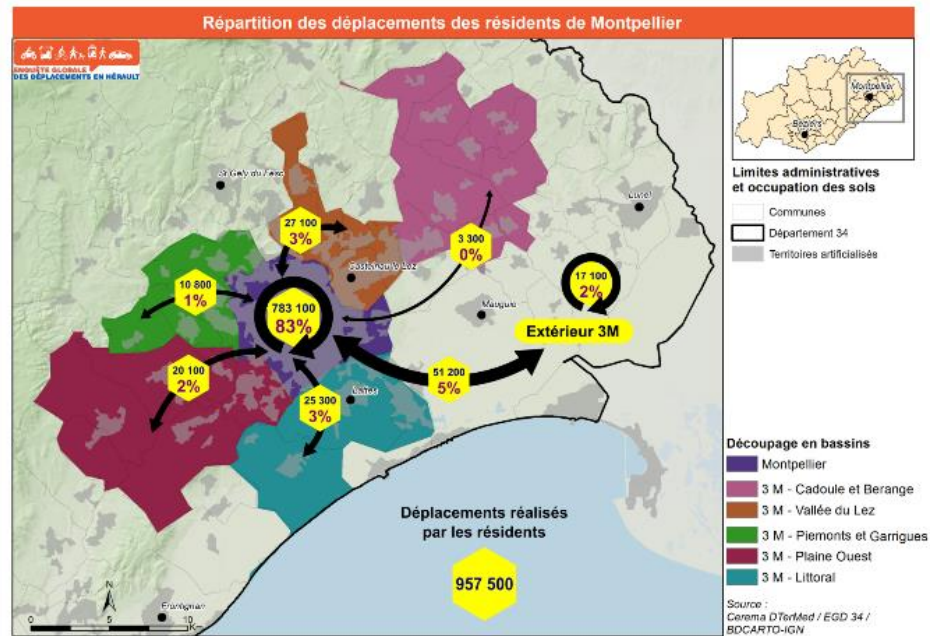 Répartition des déplacements des résidents de Montpellier
ENQUÊTE GLOBALE
DES DÉPLACEMENTS EN HÉRAULT
Montpellier
Béziers
Limites administratives
et occupation des sols
Communes
Département 34
Territoires artificialisés
St Gely du Fesc
Lunel
27 100
3%
3 300
0%
Castelnau le Lez
17 100
2%
10 800
1%
783 100
83%
Mauguio
Extérieur 3M
20 100
2%
51 200
5%
25 300
3%
Lattes
Découpage en bassins
Montpellier
3 M - Cadoule et Berange
3 M - Vallée du Lez
3 M - Piemonts et Garrigues
3 M - Plaine Ouest
3 M - Littoral
Déplacements réalisés
par les résidents
957 500
N
Frontignan
0 5 10
Km
Source :
Cerema DTerMed / EGD 34 /
BDCARTO-IGN